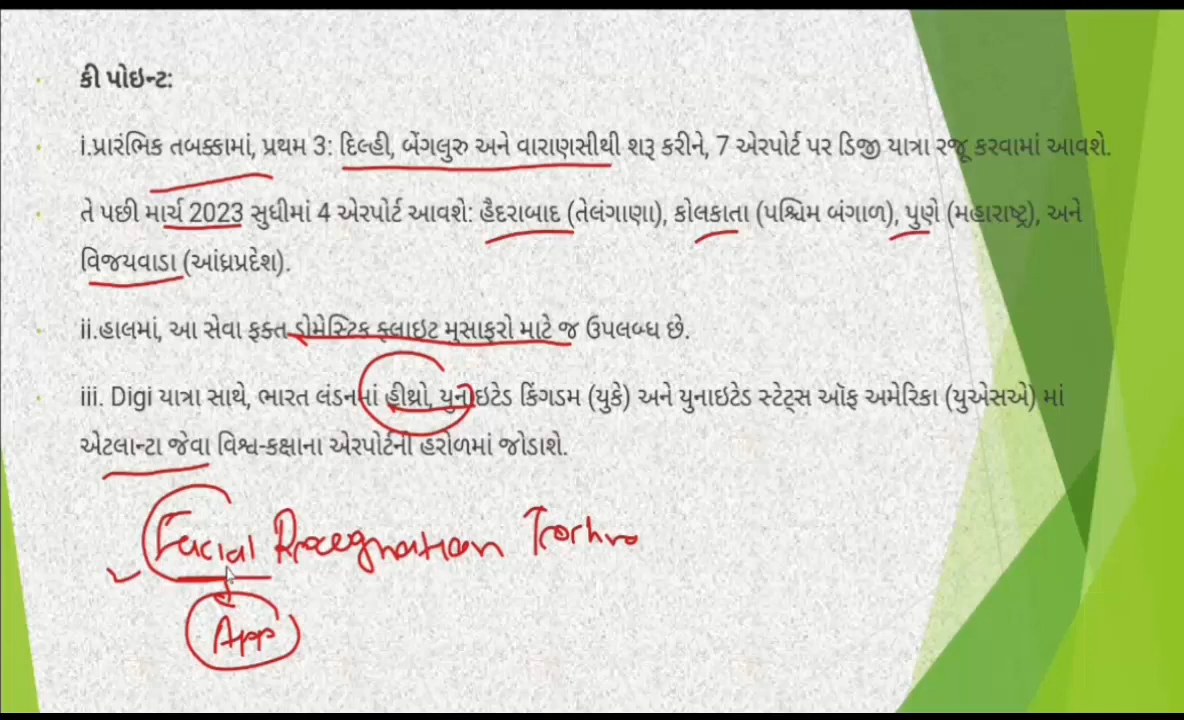 કી પોઇન્ટ:
i.પ્રારંભિક તબક્કામાં, પ્રથમ 3: દિલ્હી, બેંગલુરુ અને વારાણસીથી શરૂ કરીને, 7 એરપોર્ટ પર ડિજી યાત્રા રજૂ કરવામાં આવશે.
તે પછી માર્ચ 2023 સુધીમાં 4 એરપોર્ટ આવશે: હૈદરાબાદ (તેલંગાણા), કોલકાતા (પશ્ચિમ બંગાળ), પુણે (મહારાષ્ટ્ર), અને
વિજયવાડા (આંધ્રપ્રદેશ).
ii.હાલમાં, આ સેવા ફક્ત ડોમેસ્ટિક ફ્લાઇટ મુસાફરો માટે જ ઉપલબ્ધ છે.
iii. Digi યાત્રા સાથે, ભારત લંડનમાં હીથ્રો, યુનાઇટેડ કિંગડમ (યુકે) અને યુનાઇટેડ સ્ટેટ્સ ઑફ અમેરિકા (યુએસએ) માં
એટલાન્ટા જેવા વિશ્વ-કક્ષાના એરપોર્ટની હરોળમાં જોડાશે.
Facial
App